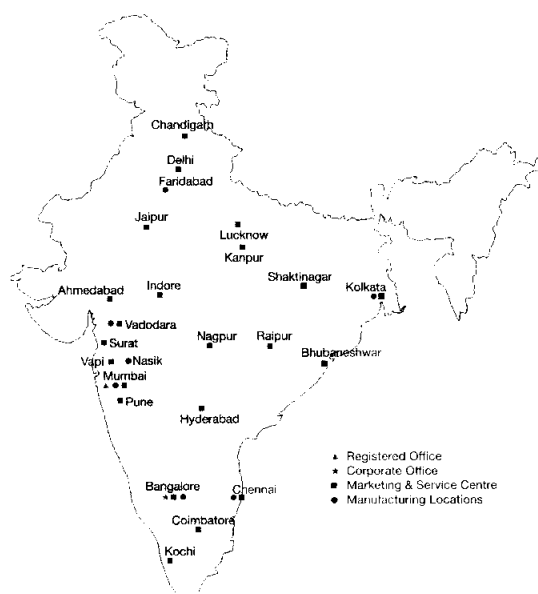 Chandigarh
Delhi
Faridabad
Jaipur
Lucknow
Kanpur
Shaktinagar
Kolkata
Ahmedabad
Indore
Vadodara
Surat
Nagpur
Raipur
Bhubaneshwar
Vapi
Nasik
Mumbai
Pune
Hyderabad
Registered Office
Corporate Office
Marketing & Service Centre
Manufacturing Locations
Bangalore
Chennai
Coimbatore
Kochi